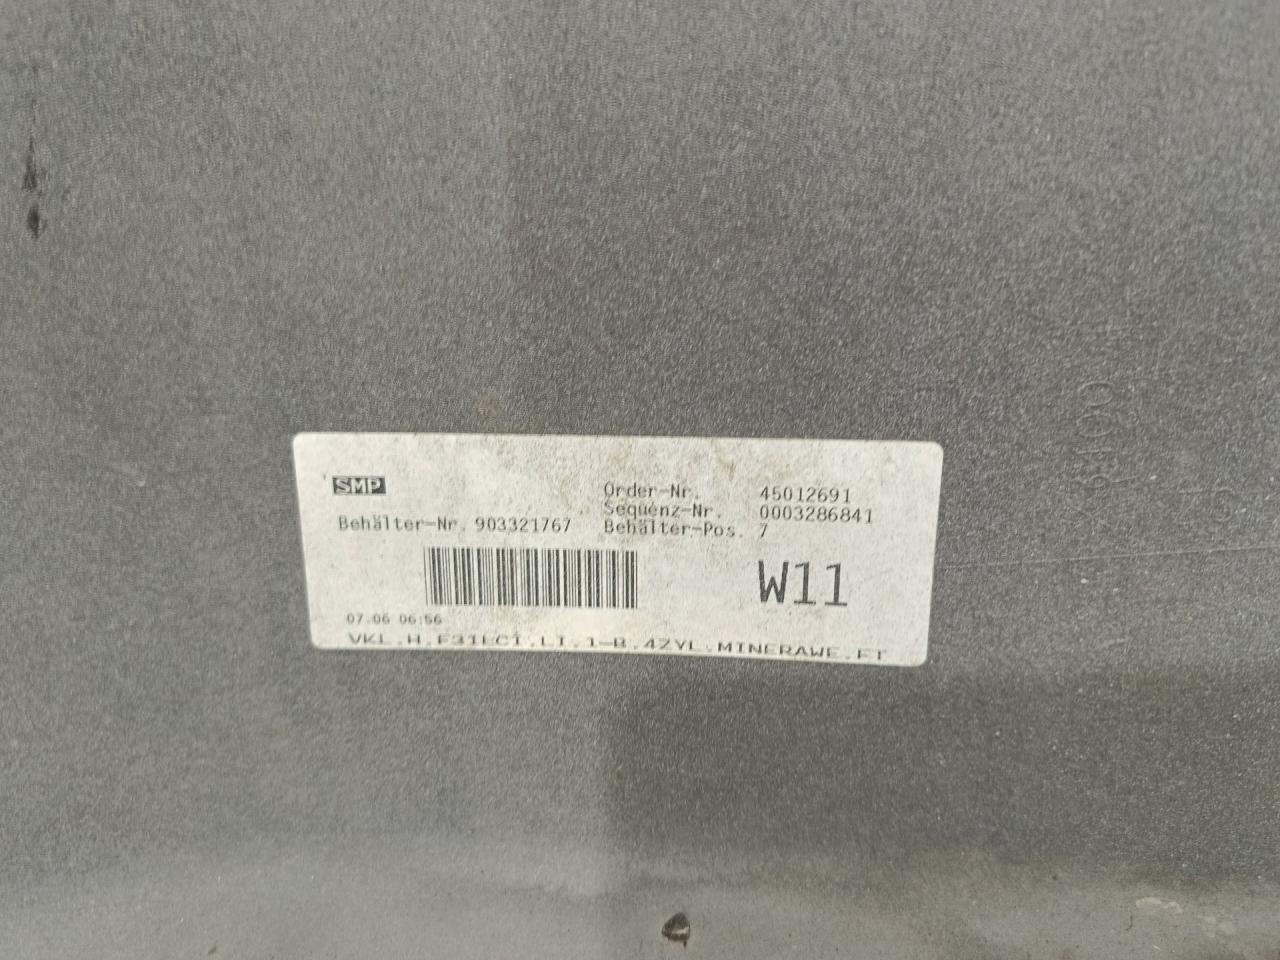 SMP
Order-Nr. 45012691
Sequenz-Nr. 0003286841
Behälter-Nr. 903321767 Behälter-Pos. 7
W11
07.06 06:56
VKL.H.F31LCI.LI.1-B.4ZYL.MINERAWE.FT